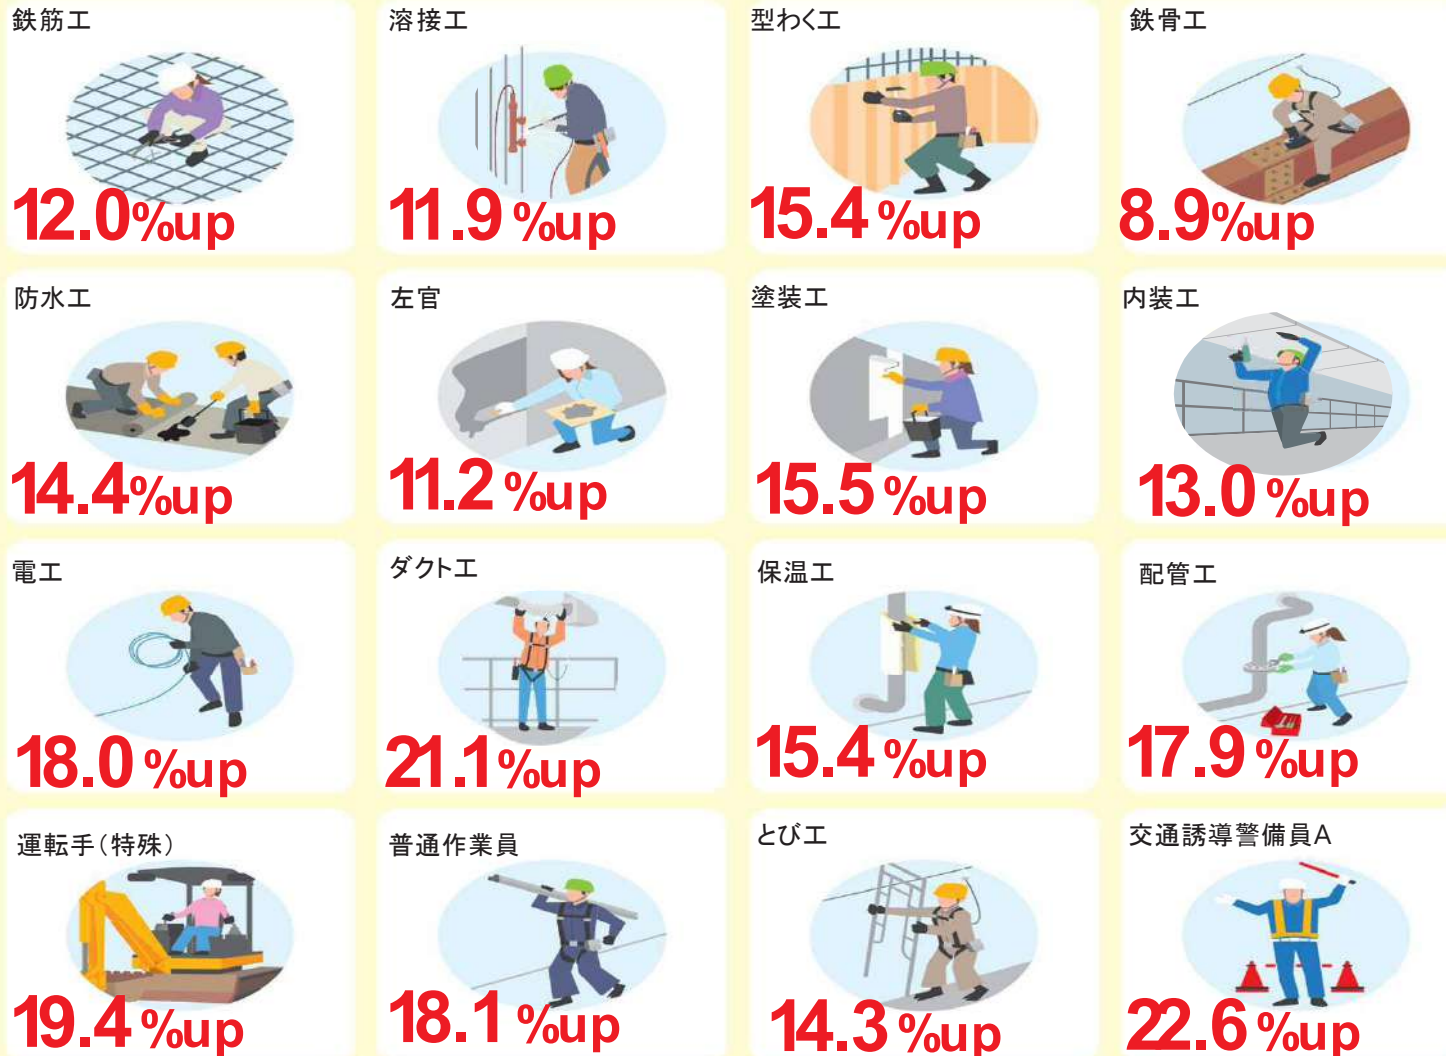 鉄筋工
12.0%up
溶接工
11.9%up
型わく工
15.4%up
鉄骨工
8.9%up
防水工
14.4%up
左官
11.2%up
塗装工
15.5%up
内装工
13.0%up
電工
18.0%up
ダクト工
21.1%up
保温工
15.4%up
配管工
17.9%up
運転手(特殊)
19.4%up
普通作業員
18.1%up
とび工
14.3%up
交通誘導警備員A
22.6%up